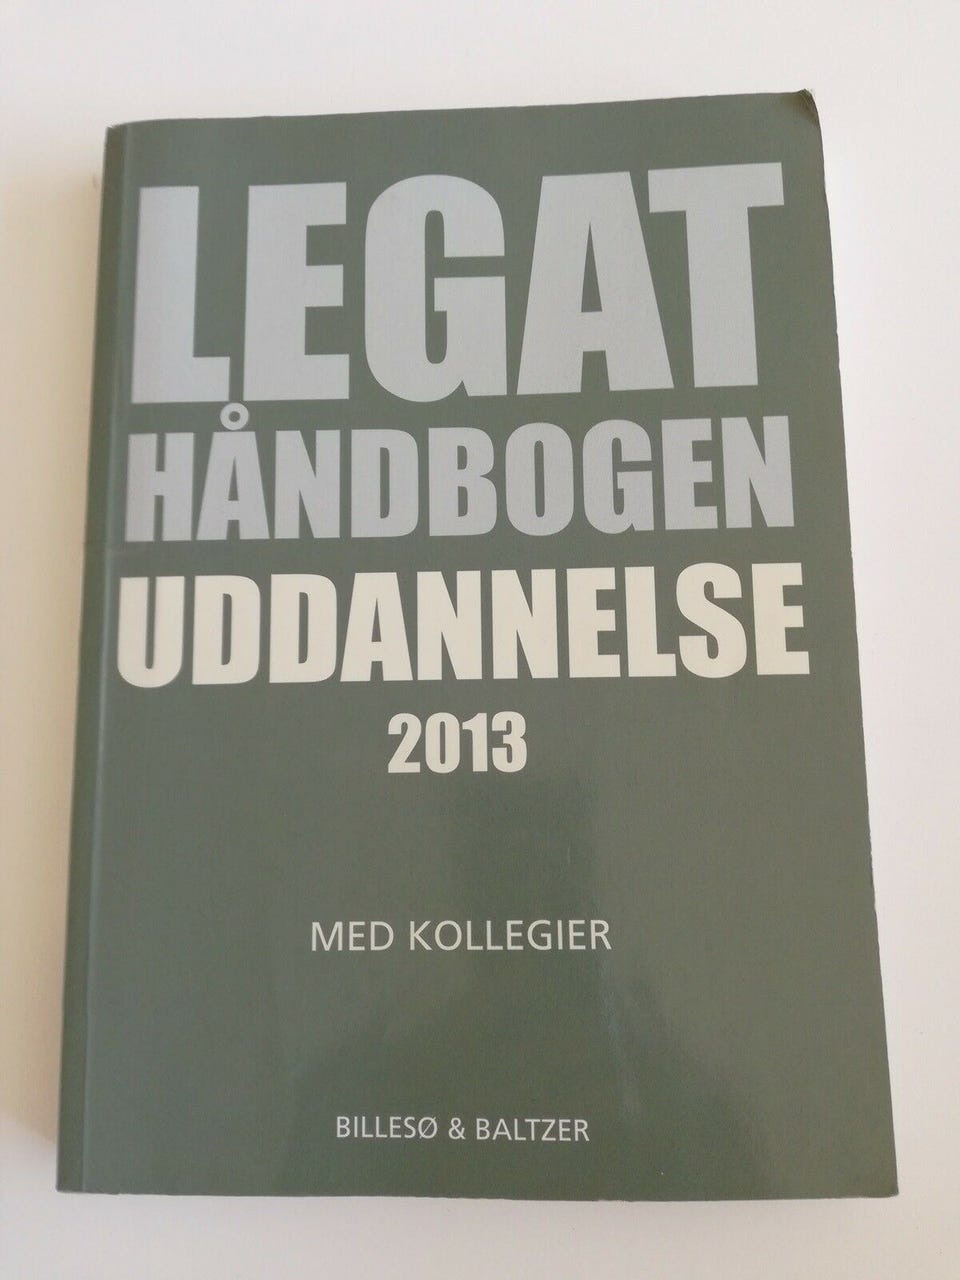 LEGAT
HÅNDBOGEN
UDDANNELSE
2013
MED KOLLEGIER
BILLESØ & BALTZER